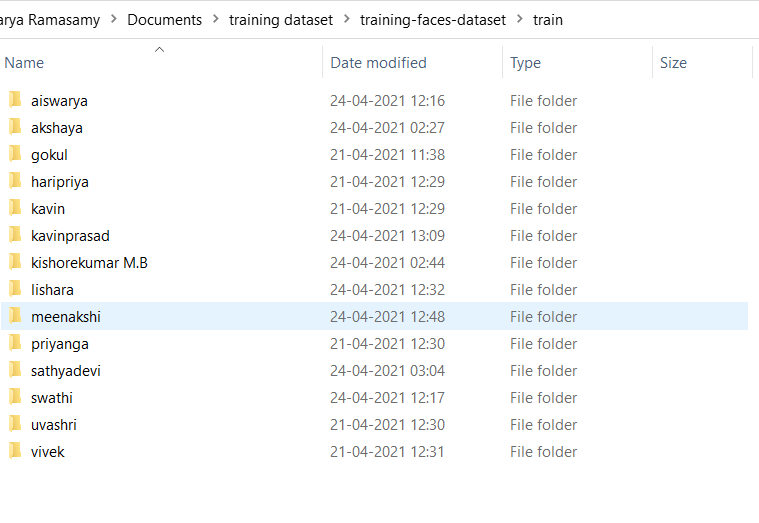 arya Ramasamy > Documents > training dataset > training-faces-dataset > train
Name Date modified Type Size
aiswarya 24-04-2021 12:16 File folder
akshaya 24-04-2021 02:27 File folder
gokul 21-04-2021 11:38 File folder
haripriya 21-04-2021 12:29 File folder
kavin 21-04-2021 12:29 File folder
kavinprasad 24-04-2021 13:09 File folder
kishorekumar M.B 24-04-2021 02:44 File folder
lishara 24-04-2021 12:32 File folder
meenakshi 24-04-2021 12:48 File folder
priyanga 21-04-2021 12:30 File folder
sathyadevi 24-04-2021 03:04 File folder
swathi 24-04-2021 12:17 File folder
uvashri 21-04-2021 12:30 File folder
vivek 21-04-2021 12:31 File folder